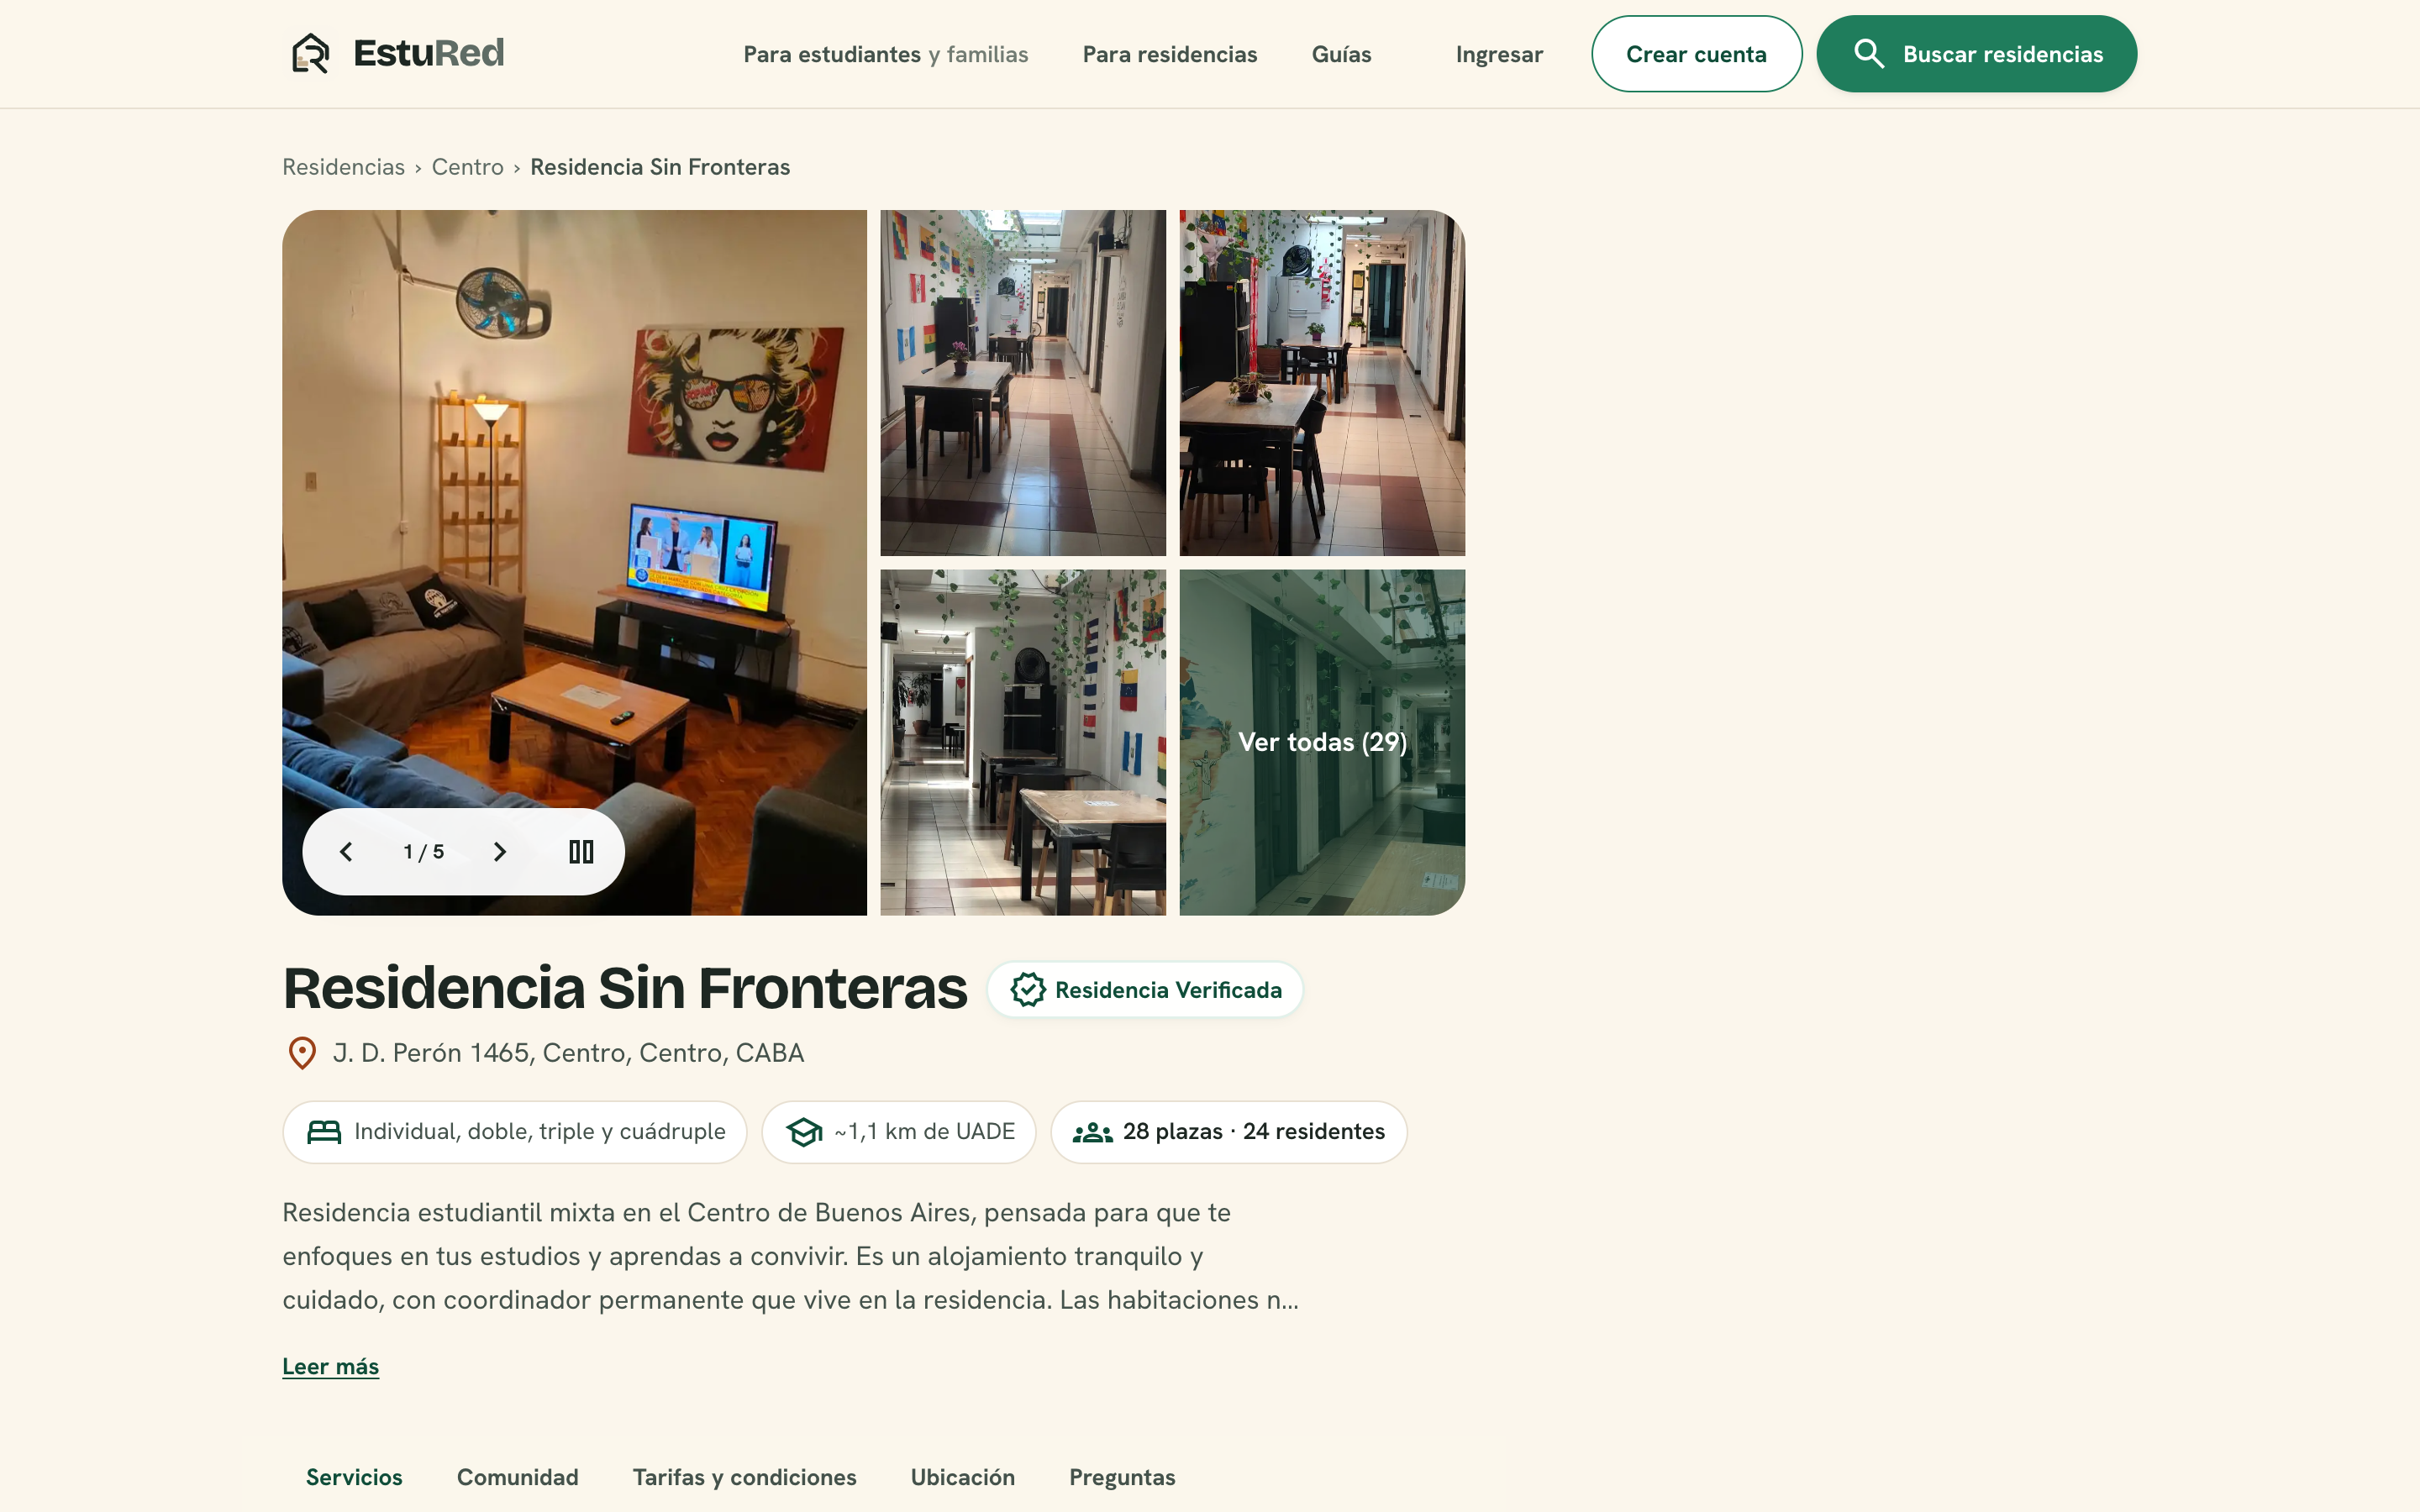 EstuRed
Para estudiantes y familias
Para residencias
Guías
Ingresar
Crear cuenta
Buscar residencias
Residencias › Centro › Residencia Sin Fronteras
POP ART
1 / 5
Ver todas (29)
Residencia Sin Fronteras
Residencia Verificada
J. D. Perón 1465, Centro, Centro, CABA
Individual, doble, triple y cuádruple
~1,1 km de UADE
28 plazas · 24 residentes
Residencia estudiantil mixta en el Centro de Buenos Aires, pensada para que te
enfoques en tus estudios y aprendas a convivir. Es un alojamiento tranquilo y
cuidado, con coordinador permanente que vive en la residencia. Las habitaciones n...
Leer más
Servicios
Comunidad
Tarifas y condiciones
Ubicación
Preguntas